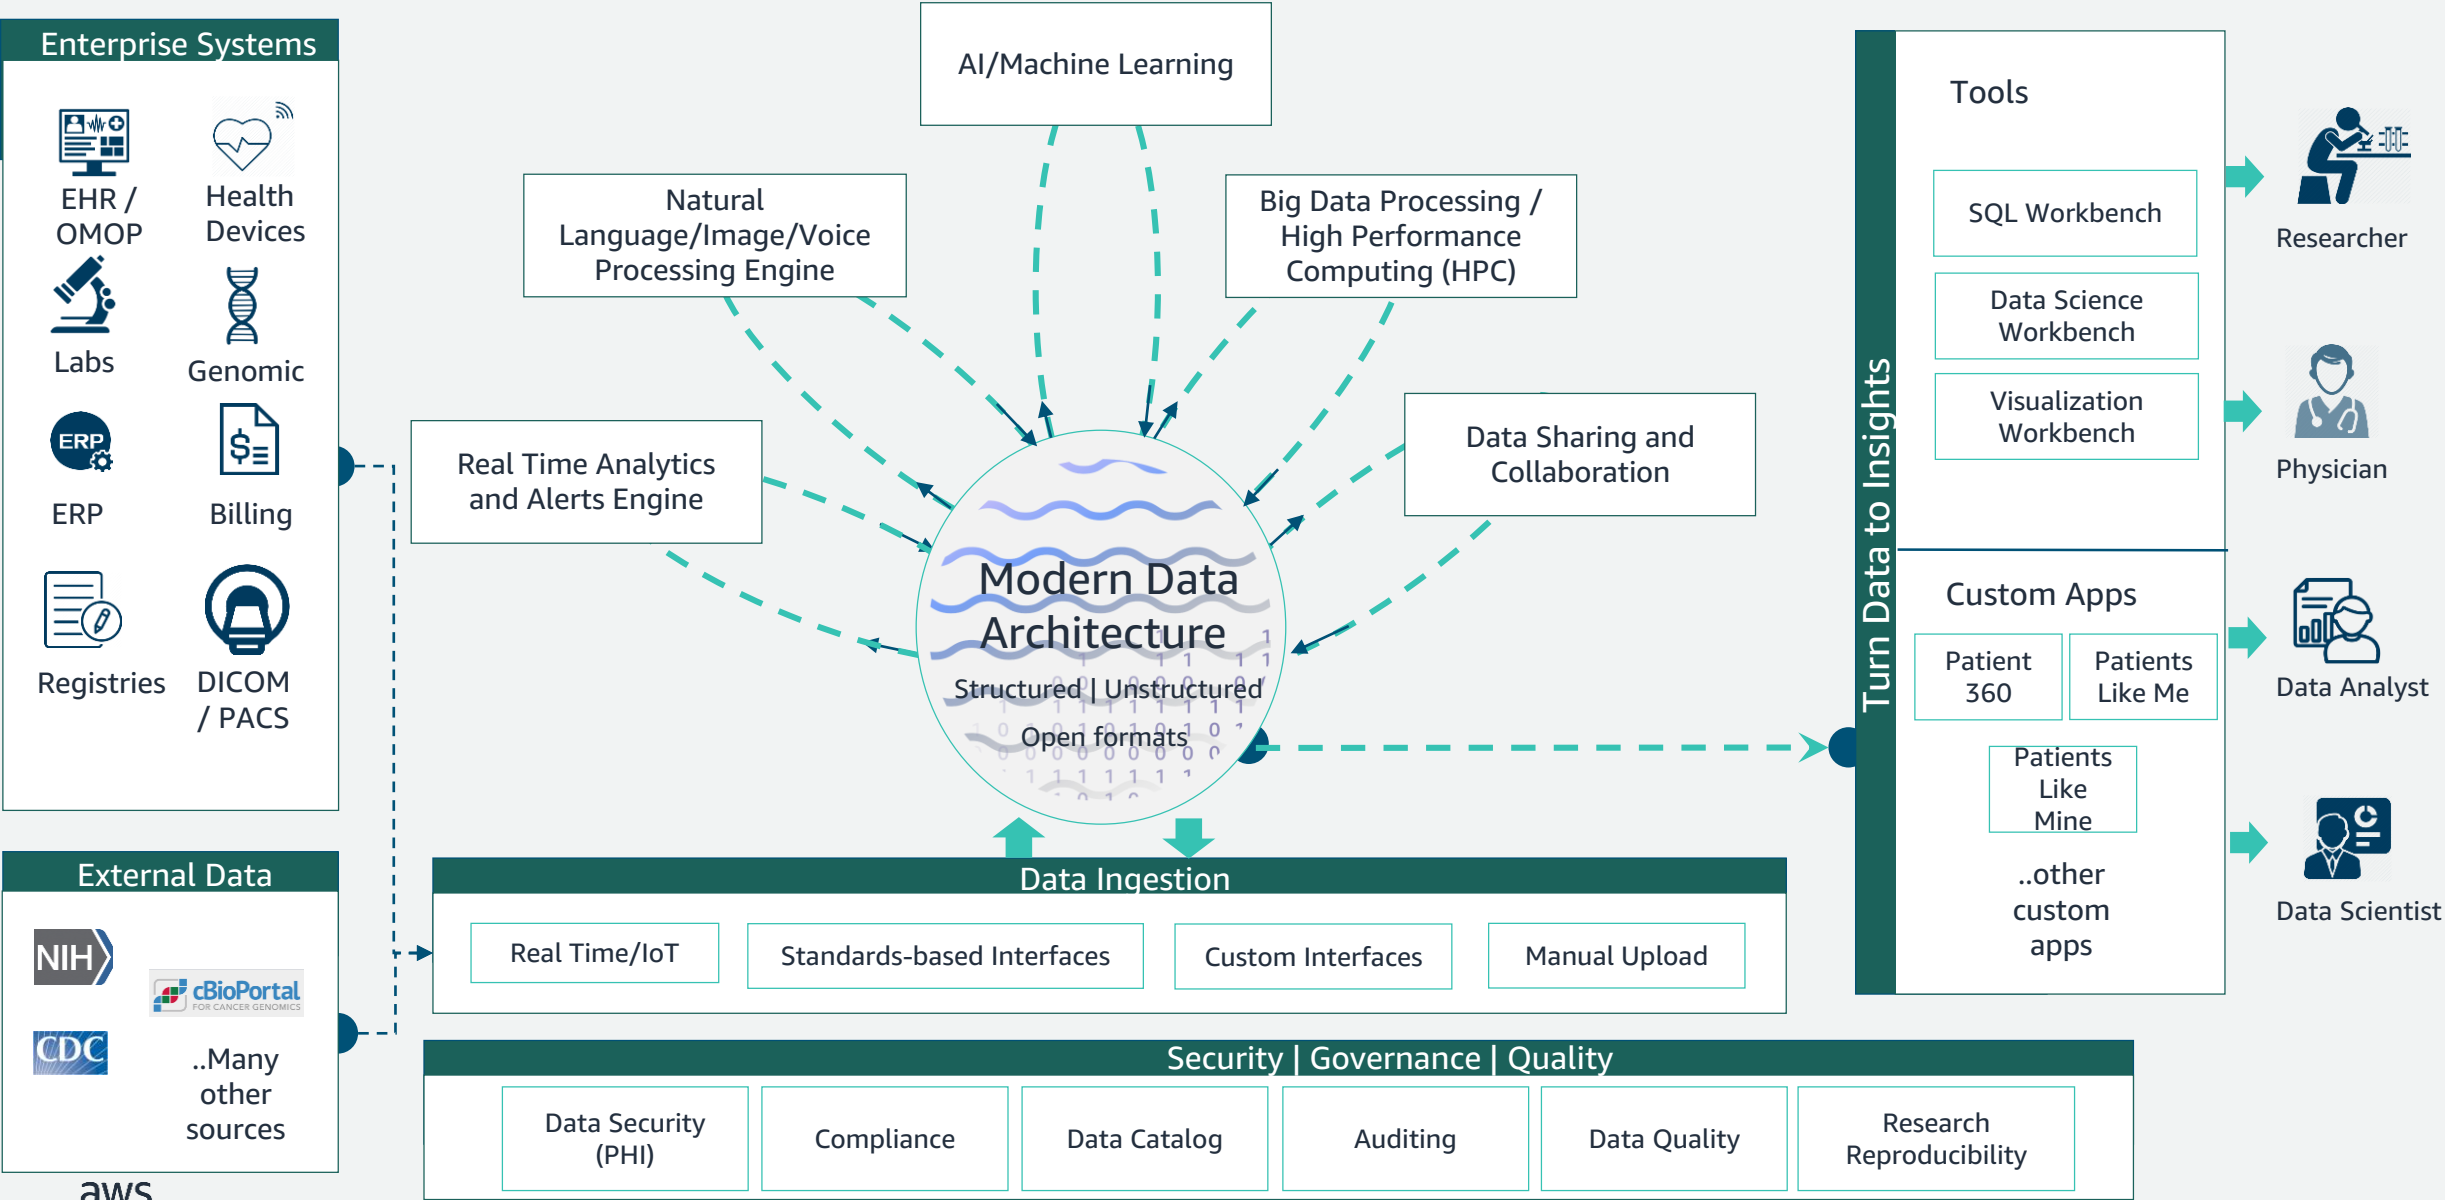 Enterprise Systems
EHR /
OMOP
Health
Devices
Labs
Genomic
ERP
ERP
Billing
Registries
DICOM
/ PACS
External Data
NIH
cBioPortal
FOR CANCER GENOMICS
CDC
..Many
other
sources
aws
AI/Machine Learning
Natural
Language/Image/Voice
Processing Engine
Big Data Processing /
High Performance
Computing (HPC)
Real Time Analytics
and Alerts Engine
Data Sharing and
Collaboration
Modern Data
Architecture
Structured | Unstructured
Open formats
Data Ingestion
Real Time/IoT
Standards-based Interfaces
Custom Interfaces
Manual Upload
Security | Governance | Quality
Data Security
(PHI)
Compliance
Data Catalog
Auditing
Data Quality
Research
Reproducibility
Turn Data to Insights
Tools
SQL Workbench
Data Science
Workbench
Visualization
Workbench
Custom Apps
Patient
360
Patients
Like Me
Patients
Like
Mine
..other
custom
apps
Researcher
Physician
Data Analyst
Data Scientist